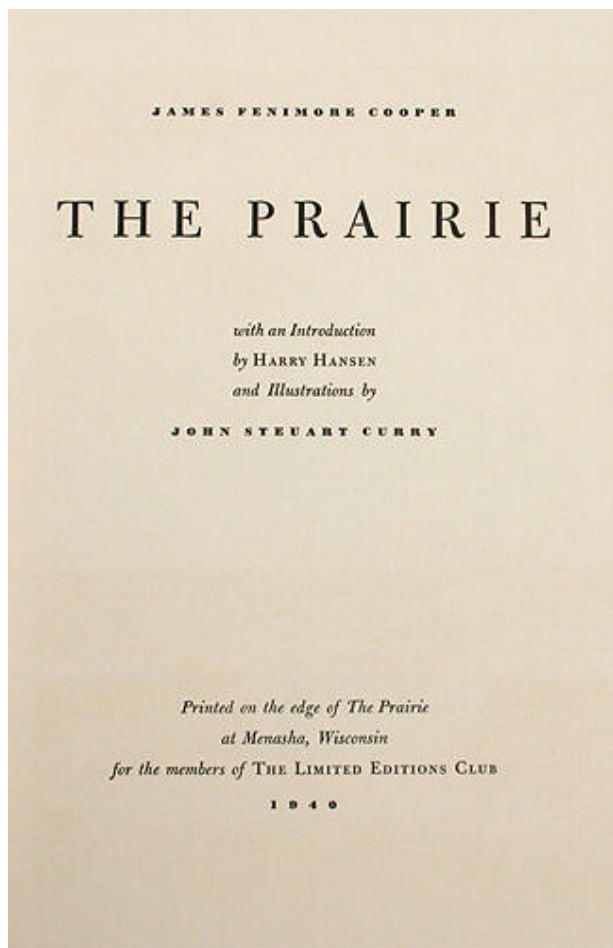 JAMES FENIMORE COOPER
THE PRAIRIE
with an Introduction
by HARRY HANSEN
and Illustrations by
JOHN STEUART CURRY
Printed on the edge of The Prairie
at Menasha, Wisconsin
for the members of THE LIMITED EDITIONS CLUB
1940